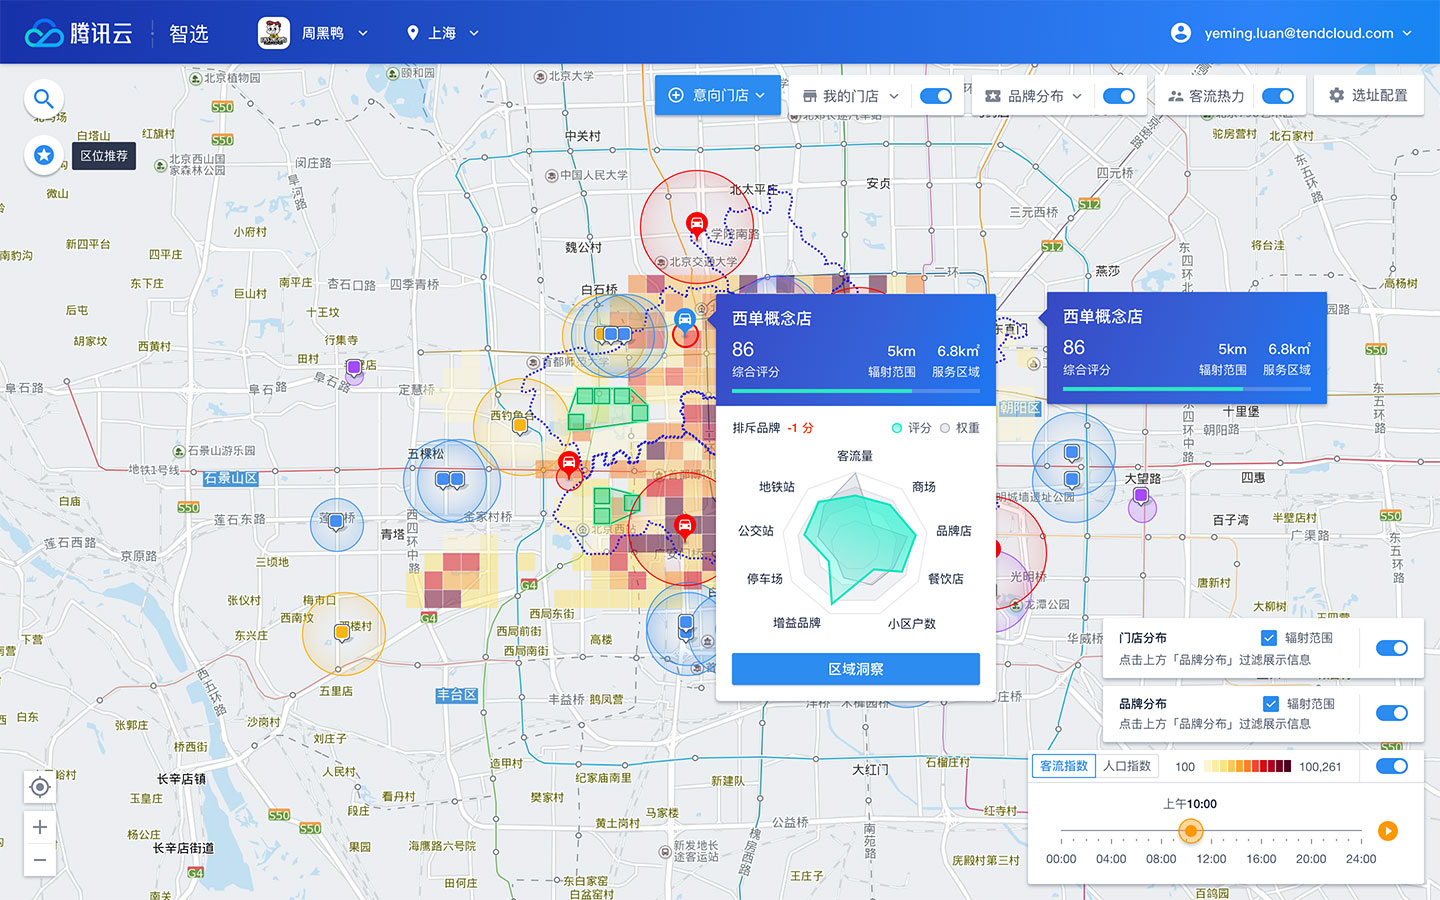 腾讯云
智选
周黑鸭
上海
yeming.luan@tendcloud.com
意向门店
我的门店
品牌分布
客流热力
选址配置
区位推荐
北京植物园
颐和园
北京大学
S50
白塔山
红旗村
S50
北京西山国
家森林公园
闵庄路
旱河路
微山
中关村
中国人民大学
北太平庄
安贞
四元桥
驼房营村
北石家村
东五环路
S12
三元西桥
S12
将台洼
燕莎
东四环北路
高杨树
小府村
新四平台
四平庄
南豹沟
魏公村
学院南路
北京交通大学
二环
东下庄
巨山村
南平庄
杏石口路
四季青桥
白石桥
后屯
十王坟
行集寺
胡家坟
西黄村
田村
阜石路
阜石路
阜石路
定慧桥
西钓鱼台
东直门
S50
朝阳区
十里堡
朝阳路
东四环中路
东五环路
西单概念店
86
综合评分
5km
辐射范围
6.8km²
服务区域
西单概念店
86
综合评分
5km
辐射范围
6.8km²
服务区域
排斥品牌 -1 分
评分
权重
客流量
商场
品牌店
餐饮店
小区户数
增益品牌
停车场
公交站
地铁站
区域洞察
石景山游乐园
地铁1号线
石景山区
五棵松
白庙
S50
莲石东路
莲石西路
京原路
三顷地
青塔
西四环中路
金家村桥
北京西站
大望路
四惠
明城墙遗址公园
百子湾
半壁店村
S50
广渠路
东五环路
光明桥
龙潭公园
唐新村
大柳树
华威桥
张仪村
梅市口
西南坟
东兴庄
G4
G4
西局东街
西局前街
西局南街
高楼
下营
五里店
丰台区
丰益桥
鹊凤营
西五环路
白东
张郭庄
沙岗村
桥西街
刘庄子
长辛店镇
人民村
造甲村
纪家庙南里
新建队
大红门
石榴庄村
S50
玉皇庄
看丹村
段庄
樊家村
马家楼
黄土岗村
公益桥
红寺村
S50
S50
杨公庄
长辛店街道
果园
海鹰路六号院
新发地长
途客运站
槐房西路
南苑路
庑殿村第三村
G4
南关
田何庄
东白家窑
白盆窑村
王庄子
百鸽园
门店分布
辐射范围
点击上方「品牌分布」过滤展示信息
品牌分布
辐射范围
点击上方「品牌分布」过滤展示信息
客流指数
人口指数
100
100,261
上午10:00
00:00
04:00
08:00
12:00
16:00
20:00
24:00